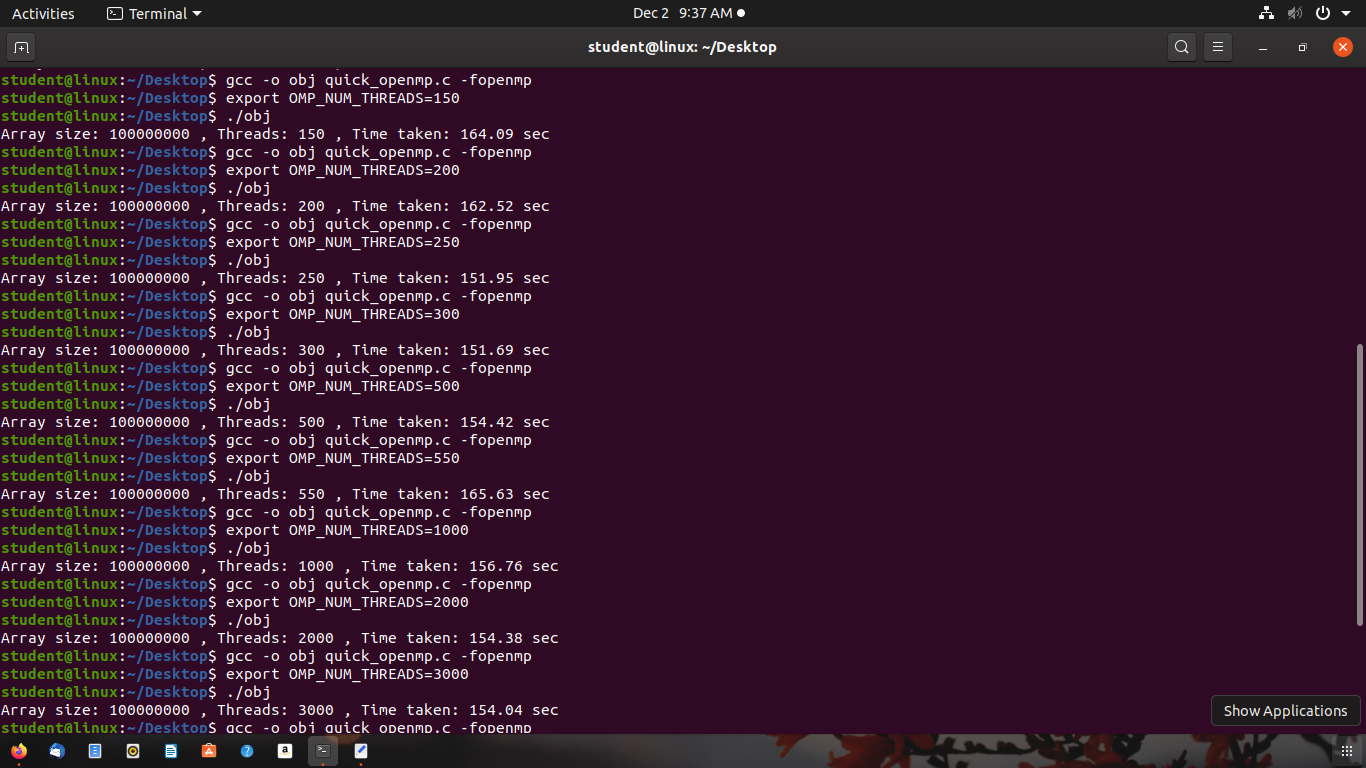 Activities Terminal Dec 2 9:37 AM
student@linux: ~/Desktop
student@linux:~/Desktop$ gcc -o obj quick_openmp.c -fopenmp
student@linux:~/Desktop$ export OMP_NUM_THREADS=150
student@linux:~/Desktop$ ./obj
Array size: 100000000 , Threads: 150 , Time taken: 164.09 sec
student@linux:~/Desktop$ gcc -o obj quick_openmp.c -fopenmp
student@linux:~/Desktop$ export OMP_NUM_THREADS=200
student@linux:~/Desktop$ ./obj
Array size: 100000000 , Threads: 200 , Time taken: 162.52 sec
student@linux:~/Desktop$ gcc -o obj quick_openmp.c -fopenmp
student@linux:~/Desktop$ export OMP_NUM_THREADS=250
student@linux:~/Desktop$ ./obj
Array size: 100000000 , Threads: 250 , Time taken: 151.95 sec
student@linux:~/Desktop$ gcc -o obj quick_openmp.c -fopenmp
student@linux:~/Desktop$ export OMP_NUM_THREADS=300
student@linux:~/Desktop$ ./obj
Array size: 100000000 , Threads: 300 , Time taken: 151.69 sec
student@linux:~/Desktop$ gcc -o obj quick_openmp.c -fopenmp
student@linux:~/Desktop$ export OMP_NUM_THREADS=500
student@linux:~/Desktop$ ./obj
Array size: 100000000 , Threads: 500 , Time taken: 154.42 sec
student@linux:~/Desktop$ gcc -o obj quick_openmp.c -fopenmp
student@linux:~/Desktop$ export OMP_NUM_THREADS=550
student@linux:~/Desktop$ ./obj
Array size: 100000000 , Threads: 550 , Time taken: 165.63 sec
student@linux:~/Desktop$ gcc -o obj quick_openmp.c -fopenmp
student@linux:~/Desktop$ export OMP_NUM_THREADS=1000
student@linux:~/Desktop$ ./obj
Array size: 100000000 , Threads: 1000 , Time taken: 156.76 sec
student@linux:~/Desktop$ gcc -o obj quick_openmp.c -fopenmp
student@linux:~/Desktop$ export OMP_NUM_THREADS=2000
student@linux:~/Desktop$ ./obj
Array size: 100000000 , Threads: 2000 , Time taken: 154.38 sec
student@linux:~/Desktop$ gcc -o obj quick_openmp.c -fopenmp
student@linux:~/Desktop$ export OMP_NUM_THREADS=3000
student@linux:~/Desktop$ ./obj
Array size: 100000000 , Threads: 3000 , Time taken: 154.04 sec
student@linux:~/Desktop$ gcc -o obj quick_openmp.c -fopenmp
Show Applications